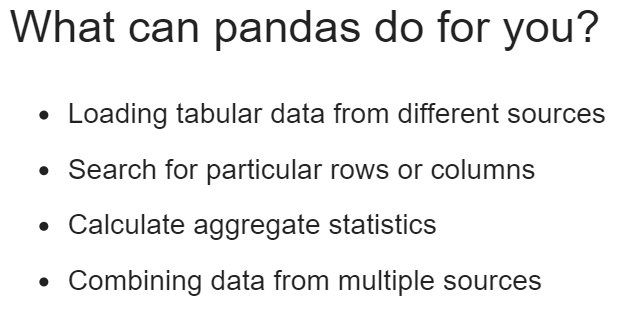 What can pandas do for you?
• Loading tabular data from different sources
• Search for particular rows or columns
• Calculate aggregate statistics
• Combining data from multiple sources